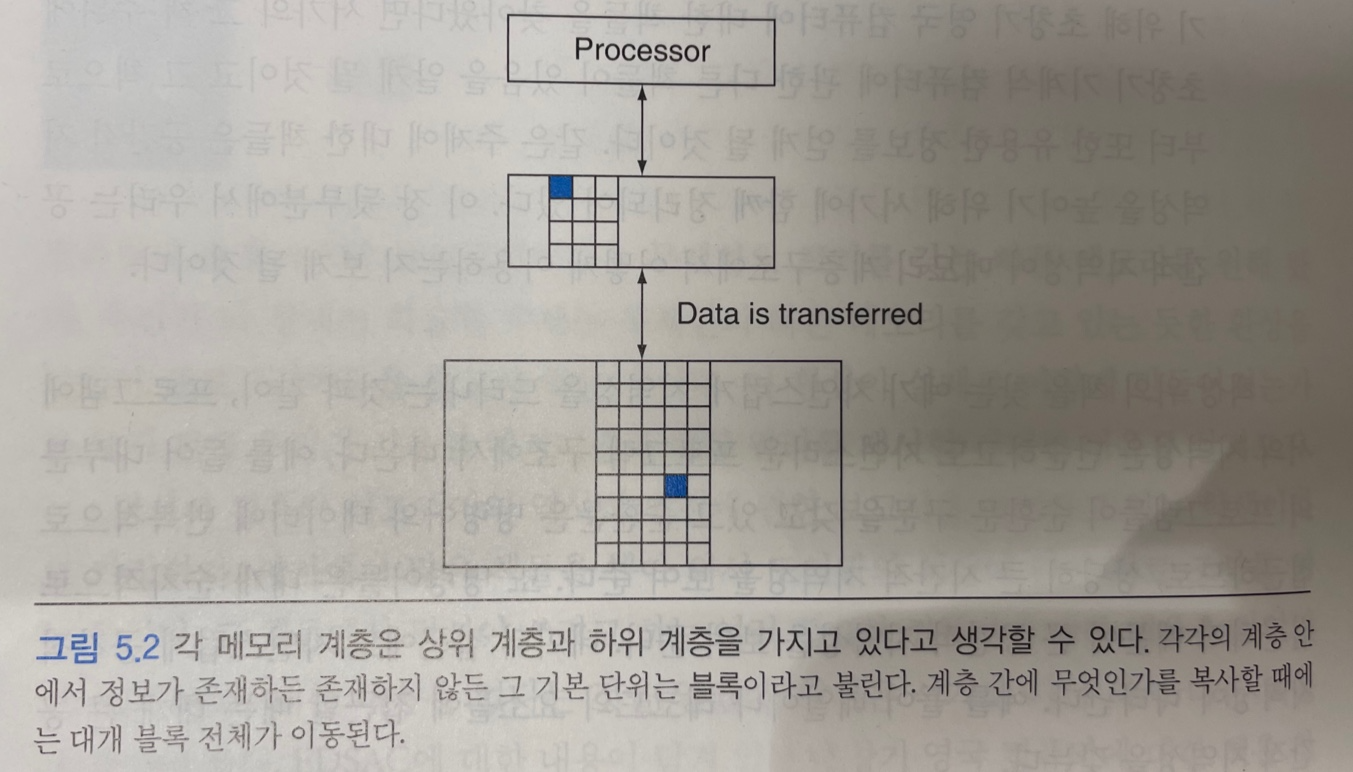 Processor
Data is transferred
그림 5.2 각 메모리 계층은 상위 계층과 하위 계층을 가지고 있다고 생각할 수 있다. 각각의 계층 안
에서 정보가 존재하든 존재하지 않든 그 기본 단위는 블록이라고 불린다. 계층 간에 무엇인가를 복사할 때에
는 대개 블록 전체가 이동된다.